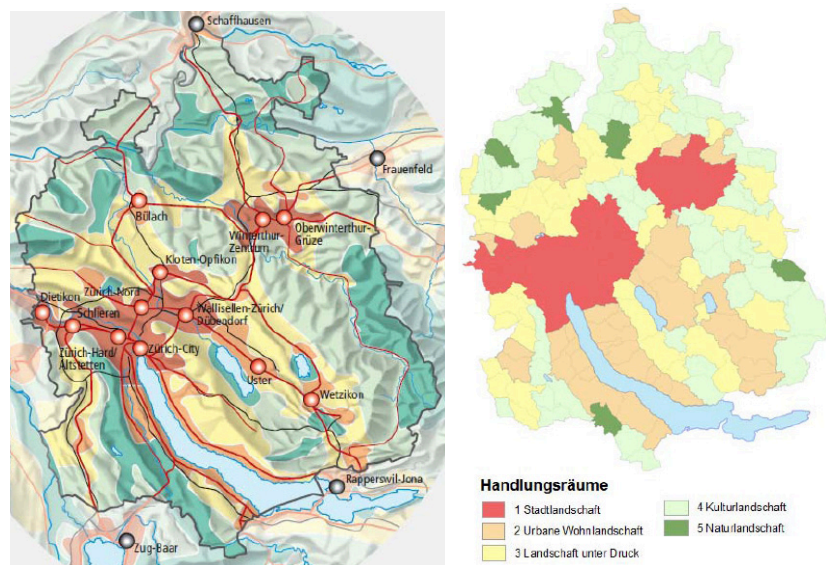 Schaffhausen
Frauenfeld
Bülach
Winterthur-
Zentrum
Oberwinterthur-
Grüze
Kloten-Opfikon
Zürich-Nord
Dietikon
Schlieren
Wallisellen-Zürich/
Dübendorf
Zürich-Hard/
Altstetten
Zürich-City
Uster
Wetzikon
Rapperswil-Jona
Zug-Baar
Handlungsräume
1 Stadtlandschaft
2 Urbane Wohnlandschaft
3 Landschaft unter Druck
4 Kulturlandschaft
5 Naturlandschaft